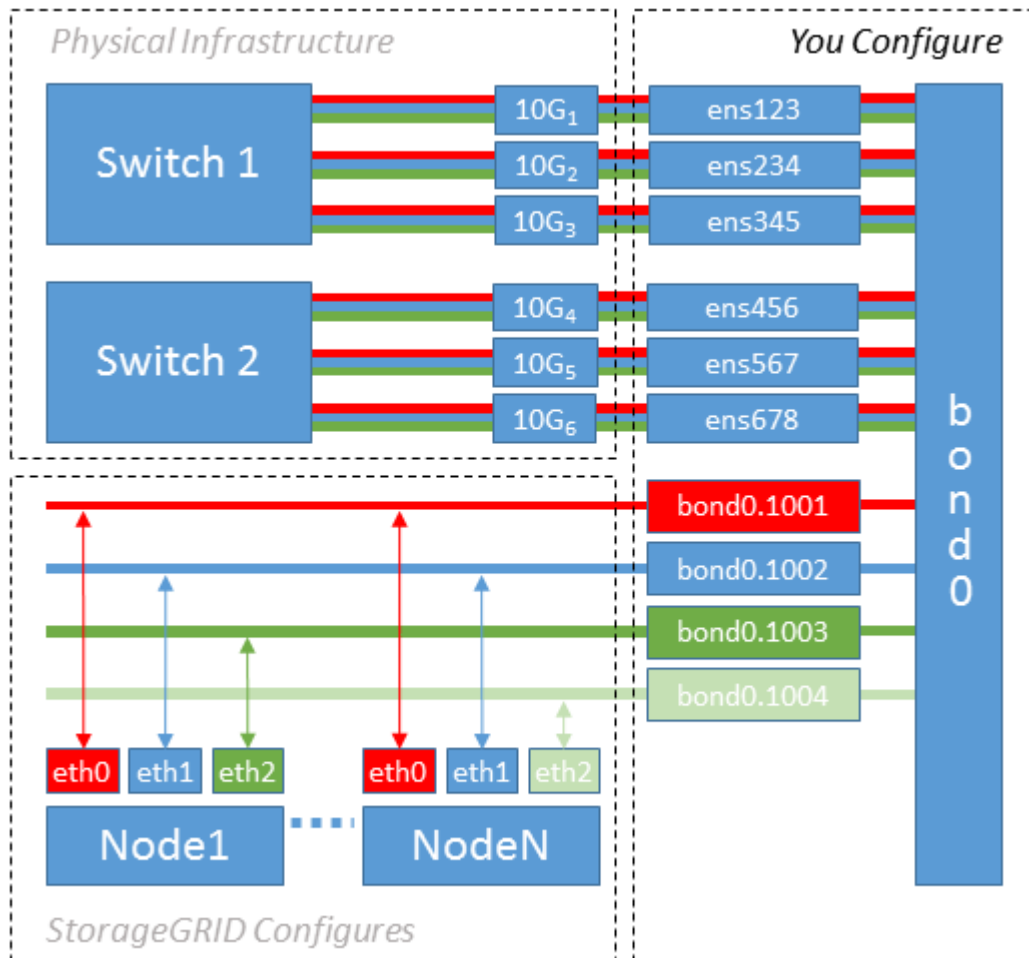 Physical Infrastructure
You Configure
Switch 1
10G₁
ens123
10G₂
ens234
10G₃
ens345
Switch 2
10G₄
ens456
10G₅
ens567
10G₆
ens678
bond0
bond0.1001
bond0.1002
bond0.1003
bond0.1004
eth0
eth1
eth2
eth0
eth1
eth2
Node1
NodeN
StorageGRID Configures